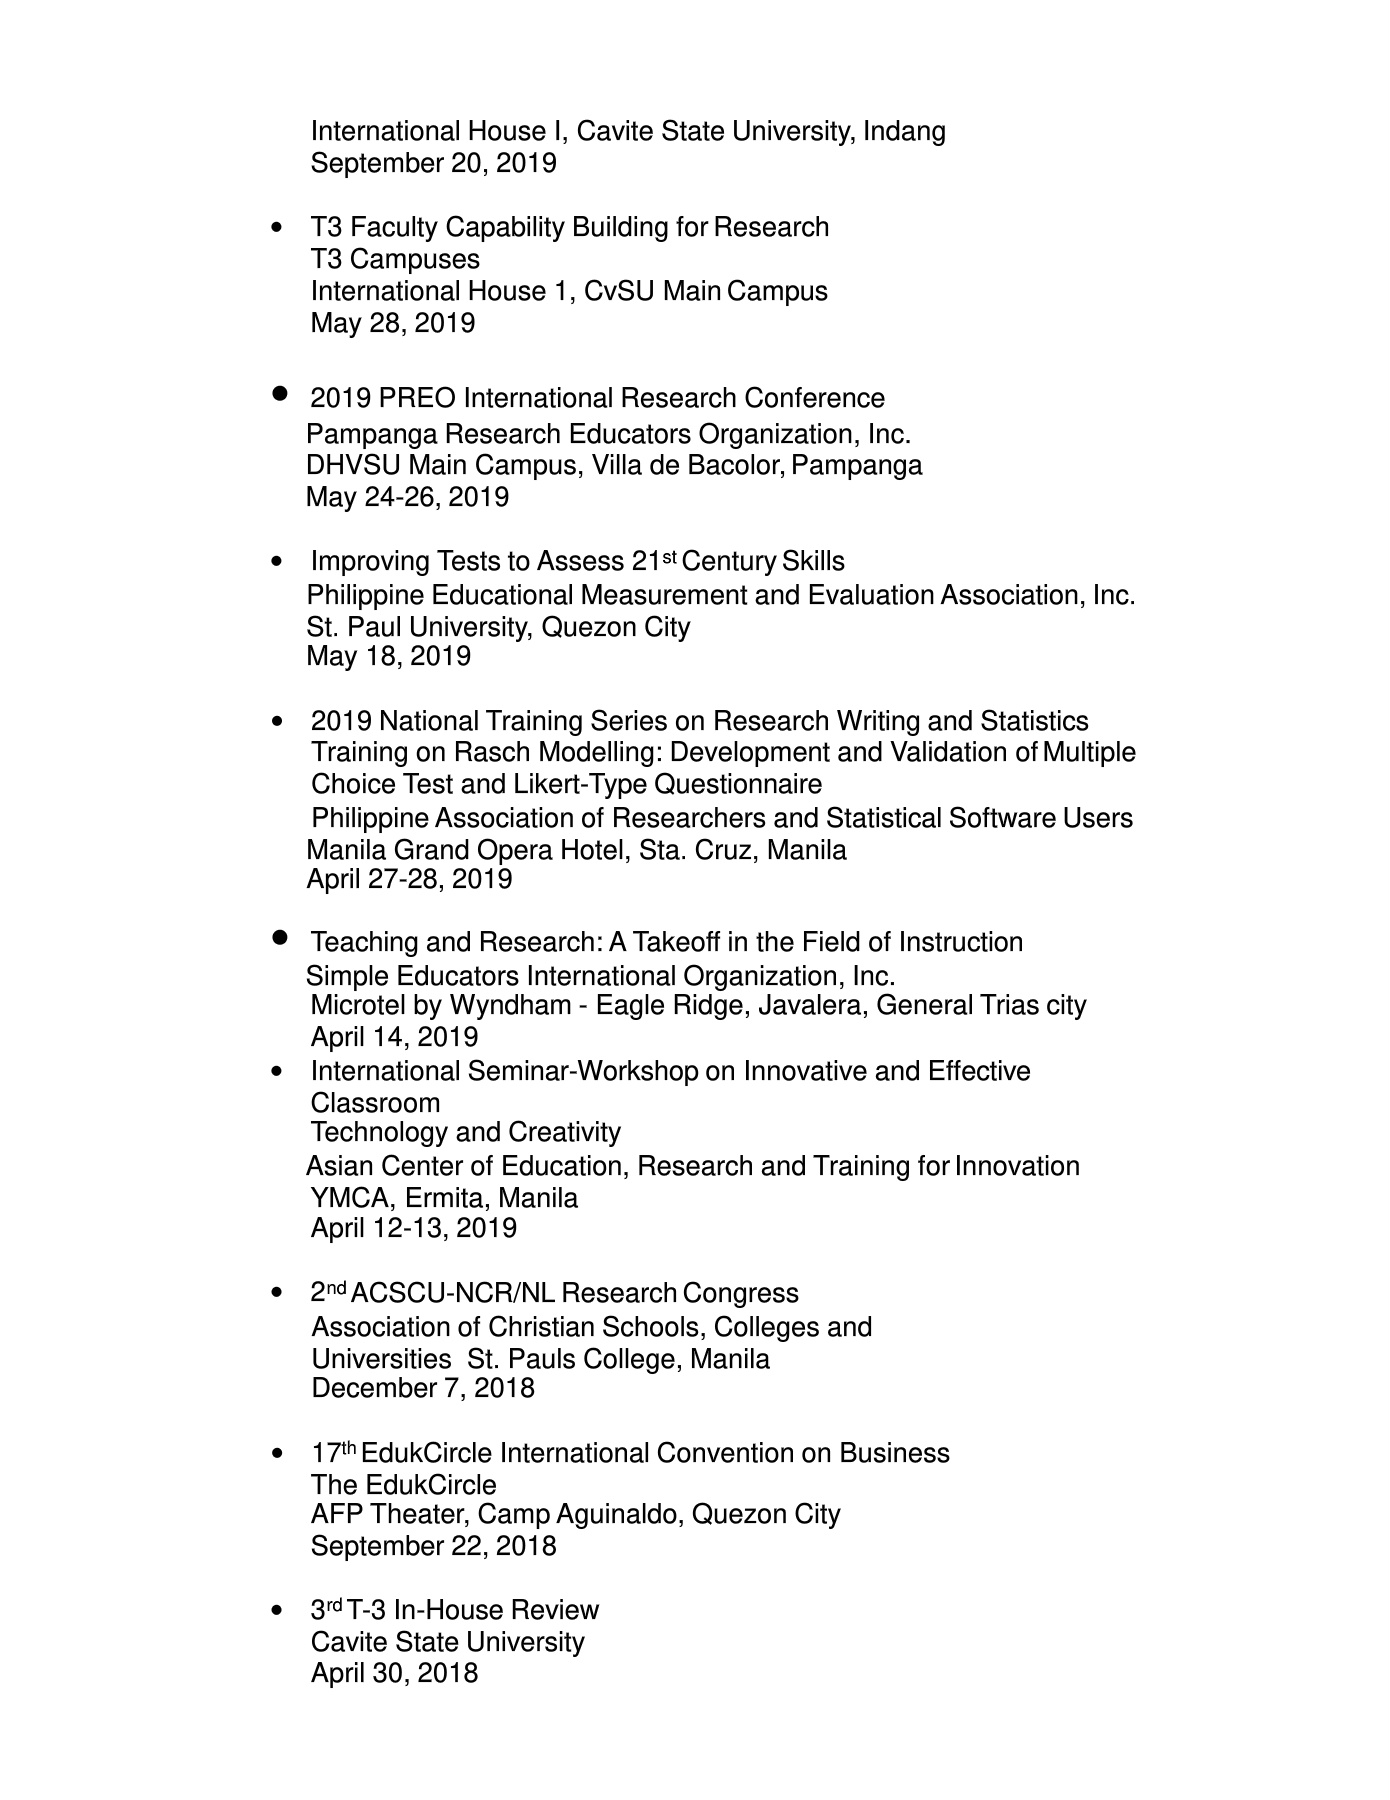 International House I, Cavite State University, Indang
September 20, 2019
• T3 Faculty Capability Building for Research
T3 Campuses
International House 1, CvSU Main Campus
May 28, 2019
• 2019 PREO International Research Conference
Pampanga Research Educators Organization, Inc.
DHVSU Main Campus, Villa de Bacolor, Pampanga
May 24-26, 2019
• Improving Tests to Assess 21st Century Skills
Philippine Educational Measurement and Evaluation Association, Inc.
St. Paul University, Quezon City
May 18, 2019
• 2019 National Training Series on Research Writing and Statistics
Training on Rasch Modelling: Development and Validation of Multiple
Choice Test and Likert-Type Questionnaire
Philippine Association of Researchers and Statistical Software Users
Manila Grand Opera Hotel, Sta. Cruz, Manila
April 27-28, 2019
• Teaching and Research: A Takeoff in the Field of Instruction
Simple Educators International Organization, Inc.
Microtel by Wyndham - Eagle Ridge, Javalera, General Trias city
April 14, 2019
• International Seminar-Workshop on Innovative and Effective
Classroom
Technology and Creativity
Asian Center of Education, Research and Training for Innovation
YMCA, Ermita, Manila
April 12-13, 2019
• 2nd ACSCU-NCR/NL Research Congress
Association of Christian Schools, Colleges and
Universities  St. Pauls College, Manila
December 7, 2018
• 17th EdukCircle International Convention on Business
The EdukCircle
AFP Theater, Camp Aguinaldo, Quezon City
September 22, 2018
• 3rd T-3 In-House Review
Cavite State University
April 30, 2018